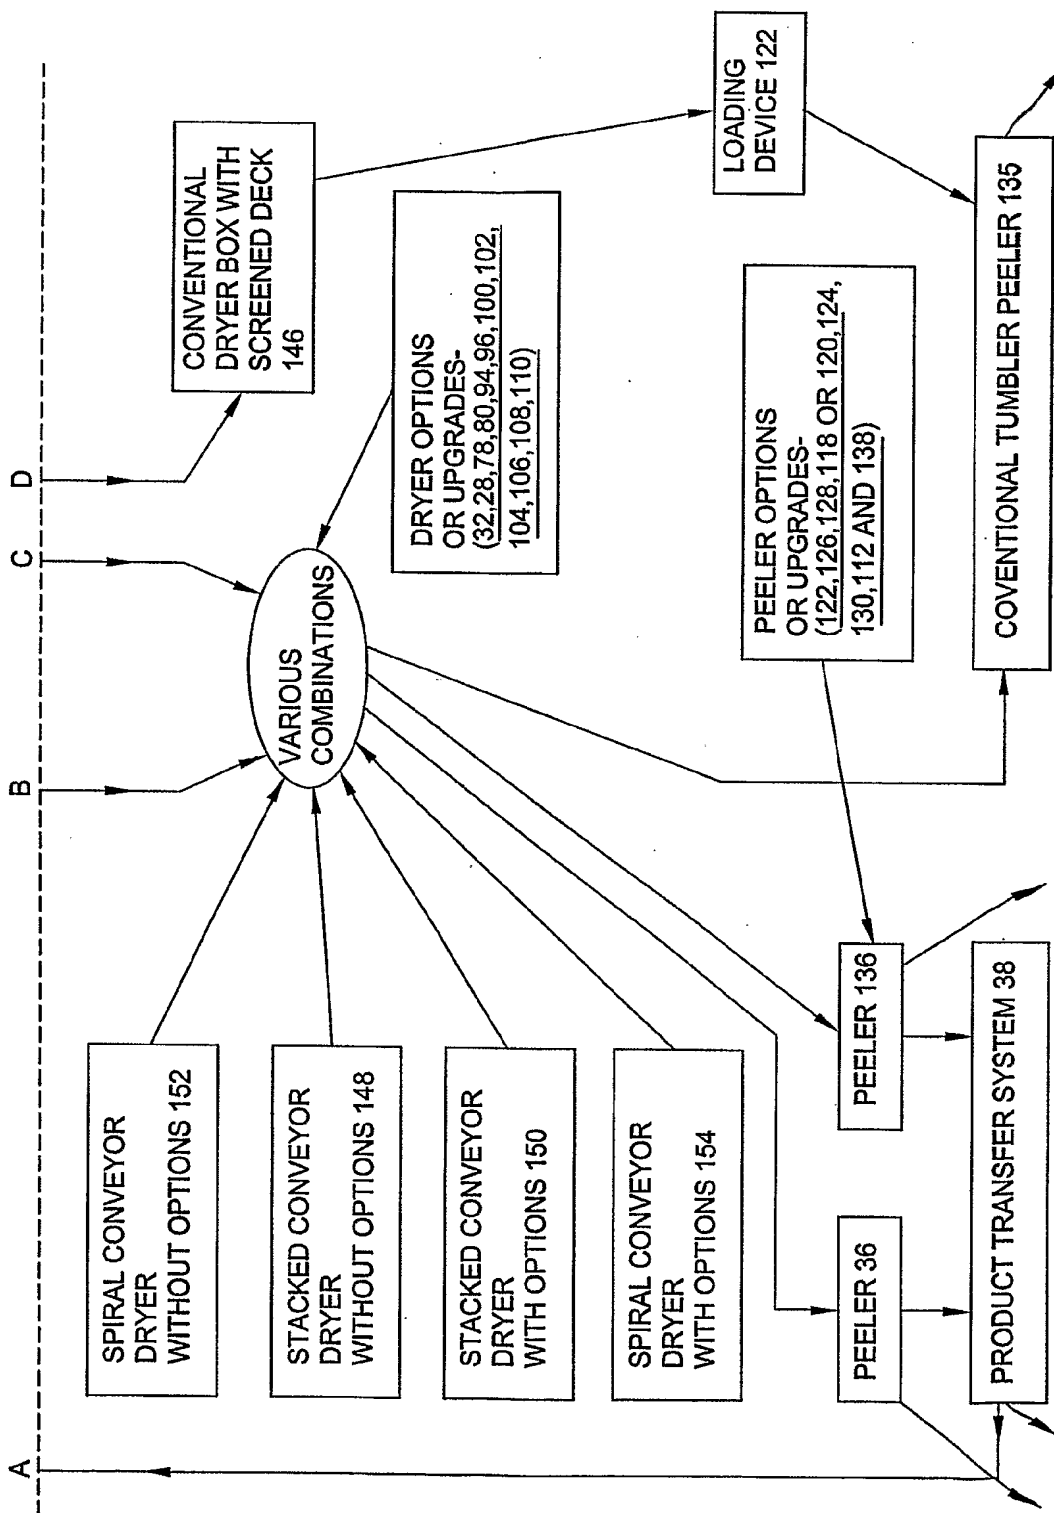 A
B
C
D
SPIRAL CONVEYOR
DRYER
WITHOUT OPTIONS 152
STACKED CONVEYOR
DRYER
WITHOUT OPTIONS 148
STACKED CONVEYOR
DRYER
WITH OPTIONS 150
SPIRAL CONVEYOR
DRYER
WITH OPTIONS 154
VARIOUS
COMBINATIONS
CONVENTIONAL
DRYER BOX WITH
SCREENED DECK
146
DRYER OPTIONS
OR UPGRADES-
(32,28,78,80,94,96,100,102,
104,106,108,110)
LOADING
DEVICE 122
PEELER OPTIONS
OR UPGRADES-
(122,126,128,118 OR 120,124,
130,112 AND 138)
PEELER 36
PEELER 136
PRODUCT TRANSFER SYSTEM 38
COVENTIONAL TUMBLER PEELER 135